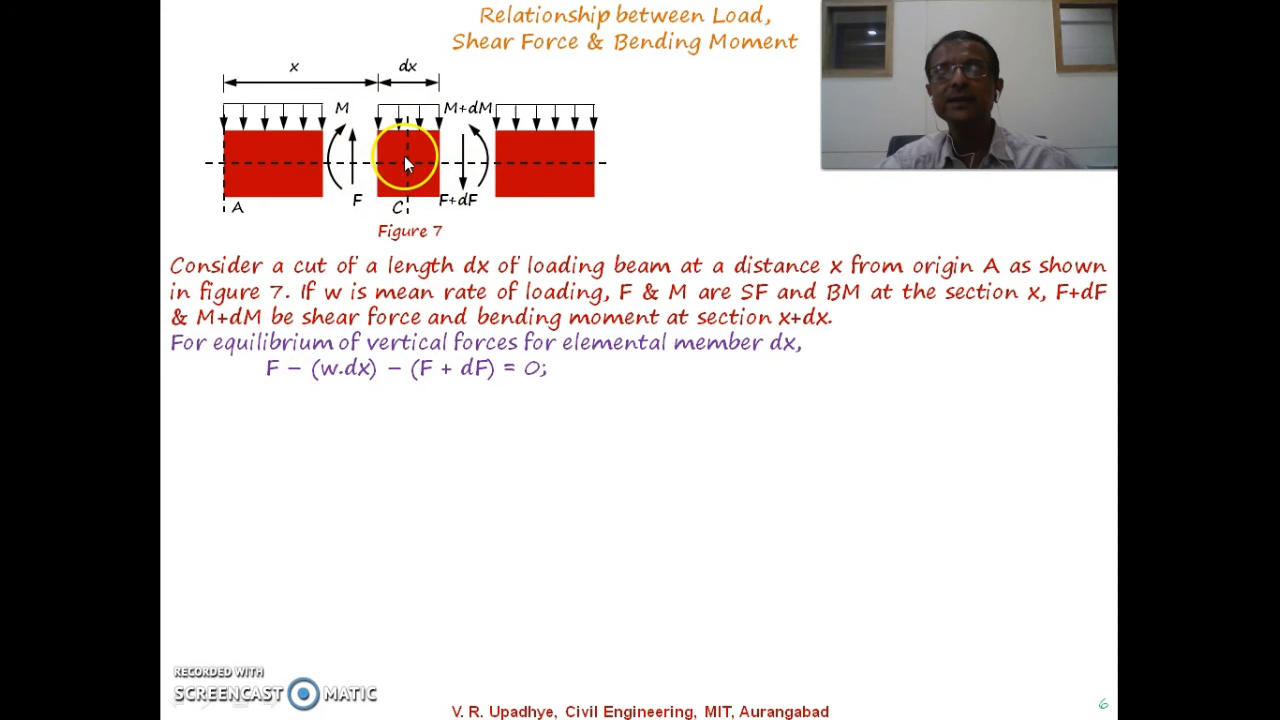 Relationship between Load,
Shear Force & Bending Moment
x
dx
M
M+dM
F
F+dF
A
C
Figure 7
Consider a cut of a length dx of loading beam at a distance x from origin A as shown
in figure 7. If w is mean rate of loading, F & M are SF and BM at the section x, F+dF
& M+dM be shear force and bending moment at section x+dx.
For equilibrium of vertical forces for elemental member dx,
F – (w.dx) – (F + dF) = 0;
RECORDED WITH
SCREENCAST MATIC
V. R. Upadhye, Civil Engineering, MIT, Aurangabad
6